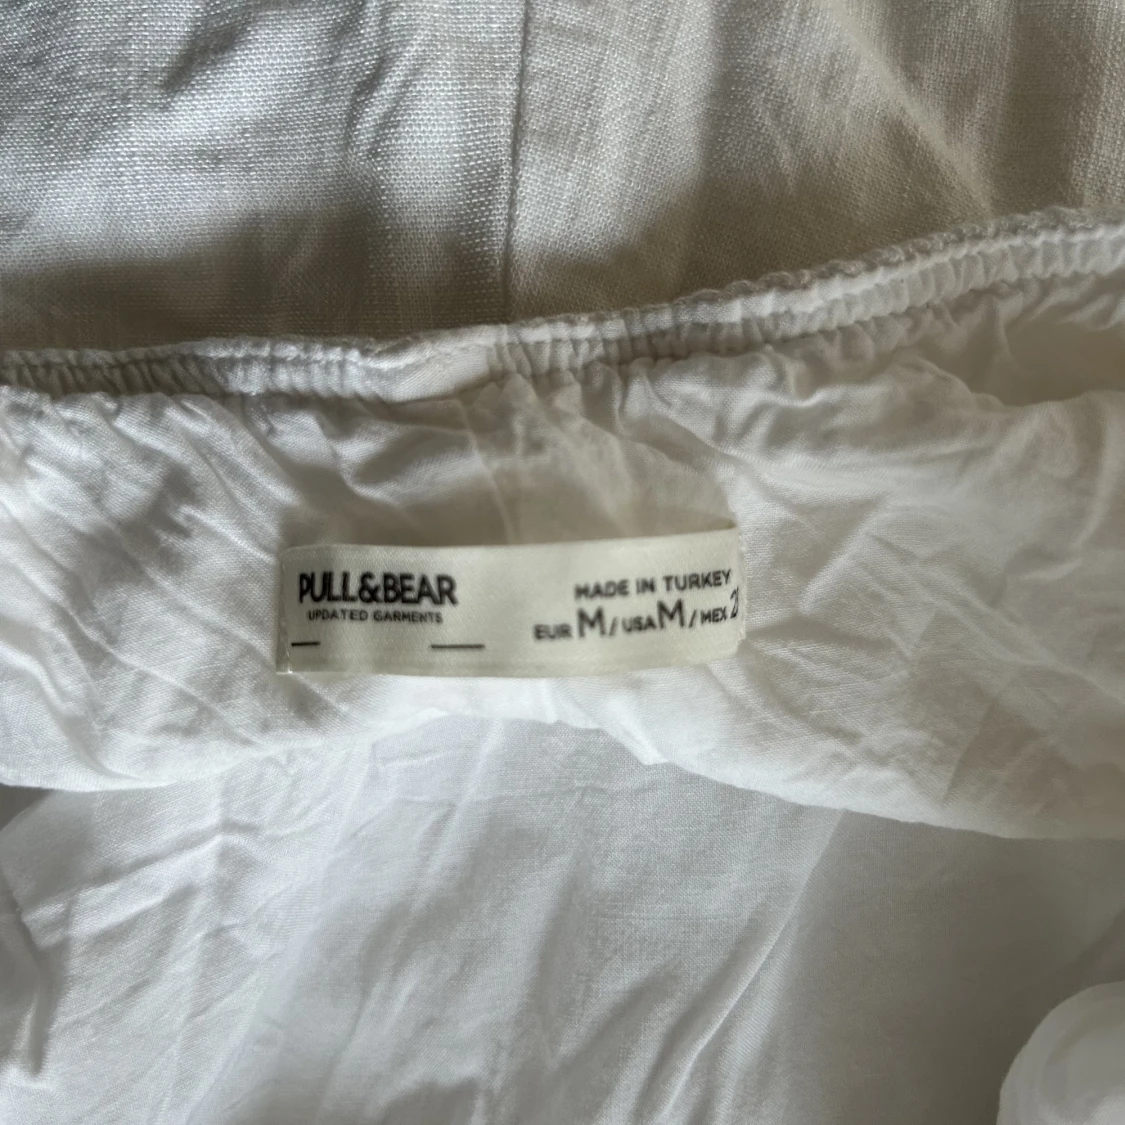 PULL&BEAR
UPDATED GARMENTS
MADE IN TURKEY
EUR M/USA M/MEX